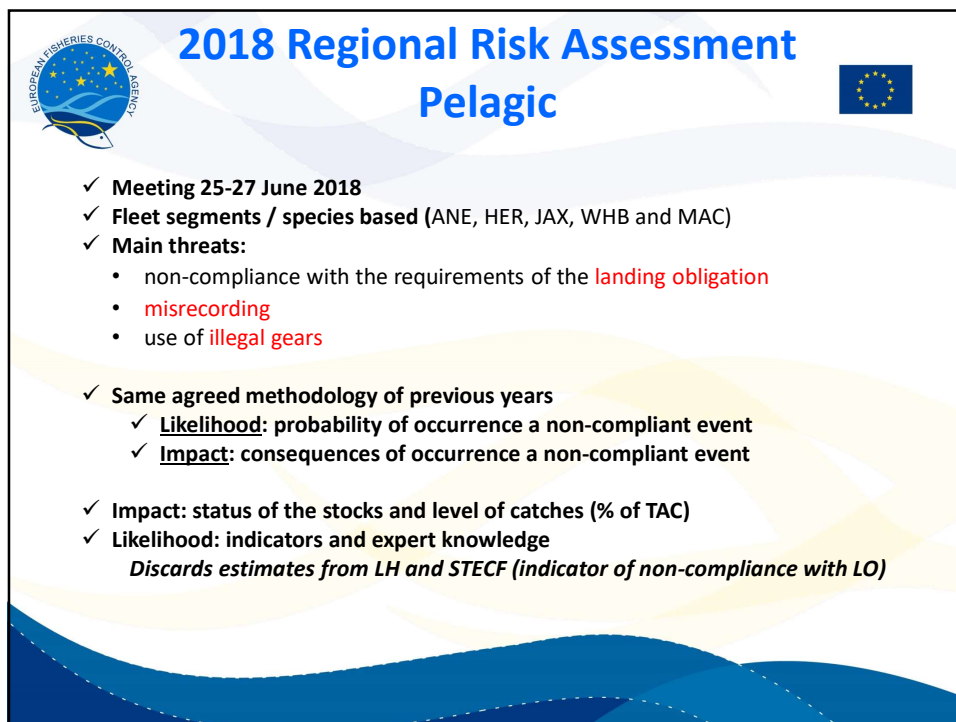 2018 Regional Risk Assessment
Pelagic
EUROPEAN FISHERIES CONTROL AGENCY
✓ Meeting 25-27 June 2018
✓ Fleet segments / species based (ANE, HER, JAX, WHB and MAC)
✓ Main threats:
• non-compliance with the requirements of the landing obligation
• misrecording
• use of illegal gears
✓ Same agreed methodology of previous years
✓ Likelihood: probability of occurrence a non-compliant event
✓ Impact: consequences of occurrence a non-compliant event
✓ Impact: status of the stocks and level of catches (% of TAC)
✓ Likelihood: indicators and expert knowledge
Discards estimates from LH and STECF (indicator of non-compliance with LO)